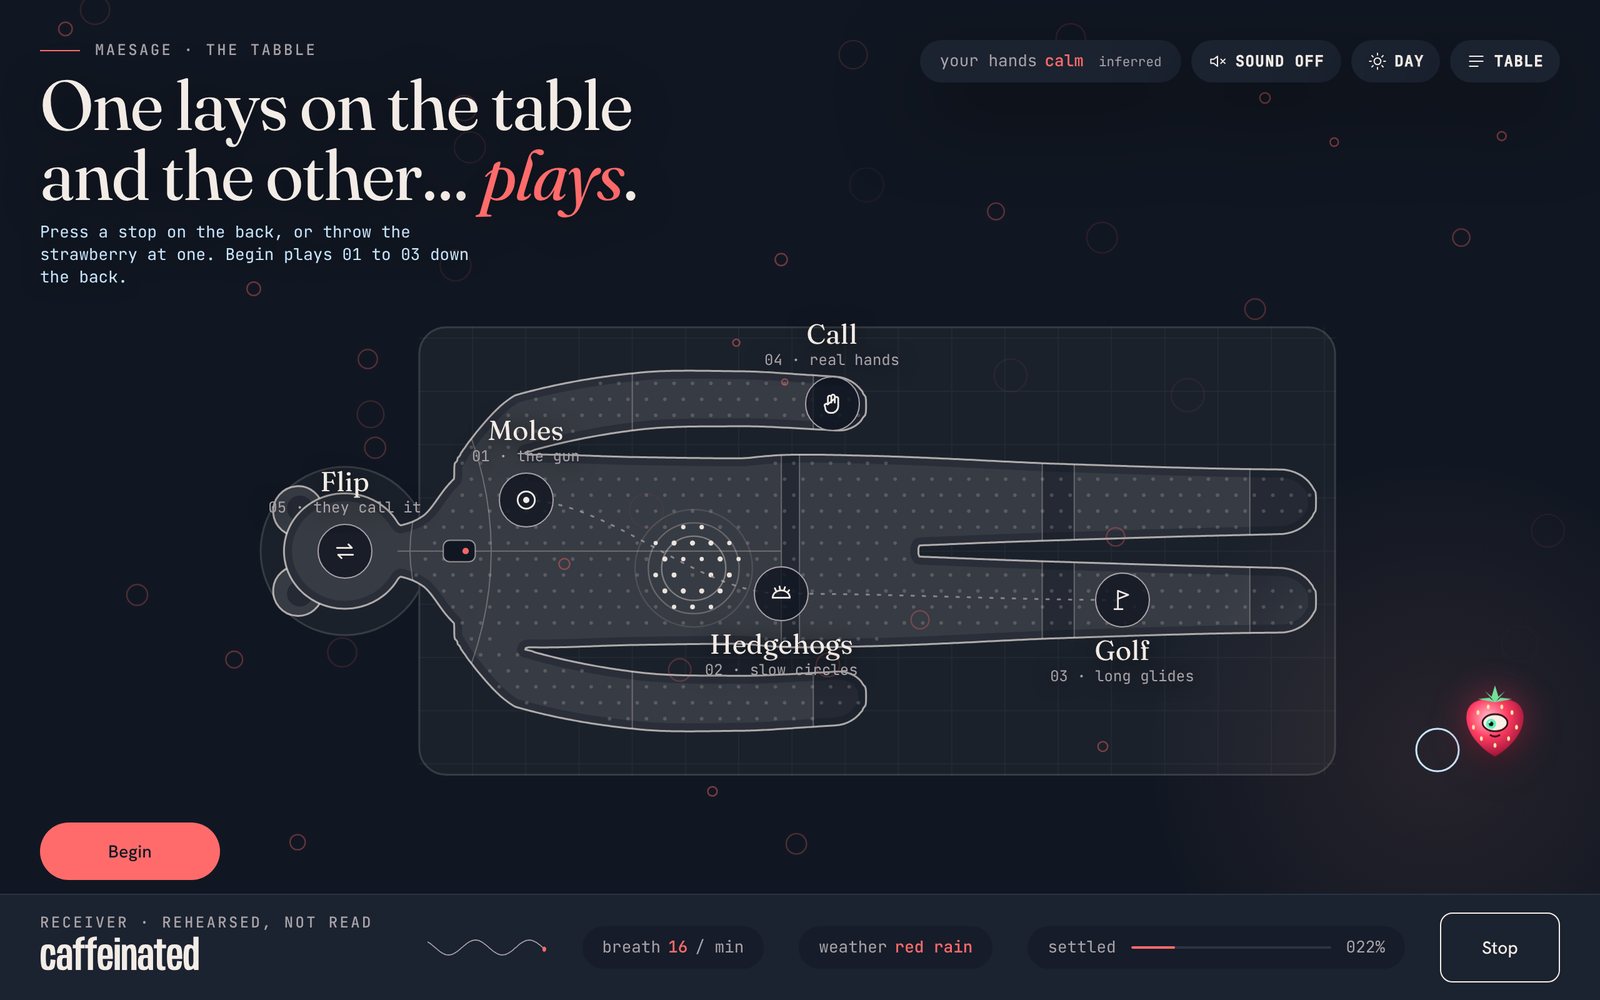 MAESAGE · THE TABBLE
One lays on the table
and the other... plays.
Press a stop on the back, or throw the
strawberry at one. Begin plays 01 to 03 down
the back.
your hands calm inferred
SOUND OFF
DAY
TABLE
Call
04 · real hands
Moles
01 · the gun
Flip
05 · they call it
Hedgehogs
02 · slow circles
Golf
03 · long glides
Begin
RECEIVER · REHEARSED, NOT READ
caffeinated
breath 16 / min
weather red rain
settled 022%
Stop